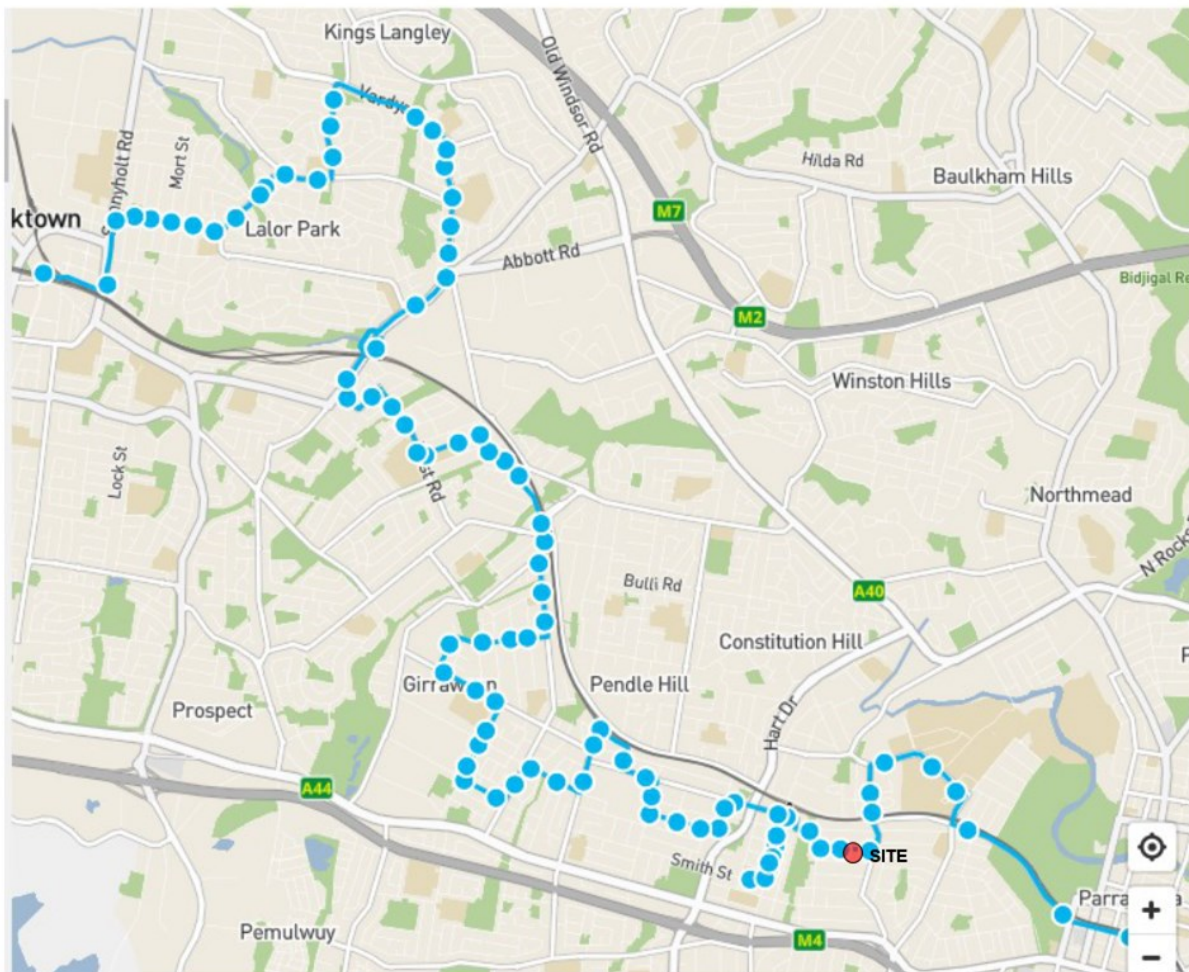 Kings Langley
Old Windsor Rd
Mort St
Hilda Rd
Baulkham Hills
ktown
M7
Lalor Park
Abbott Rd
Bidjigal Re
M2
Winston Hills
Lock St
Northmead
N Rocks
Bulli Rd
A40
Constitution Hill
Pendle Hill
Prospect
Hart Dr
A44
Smith St
SITE
Pemulwuy
M4
+
−